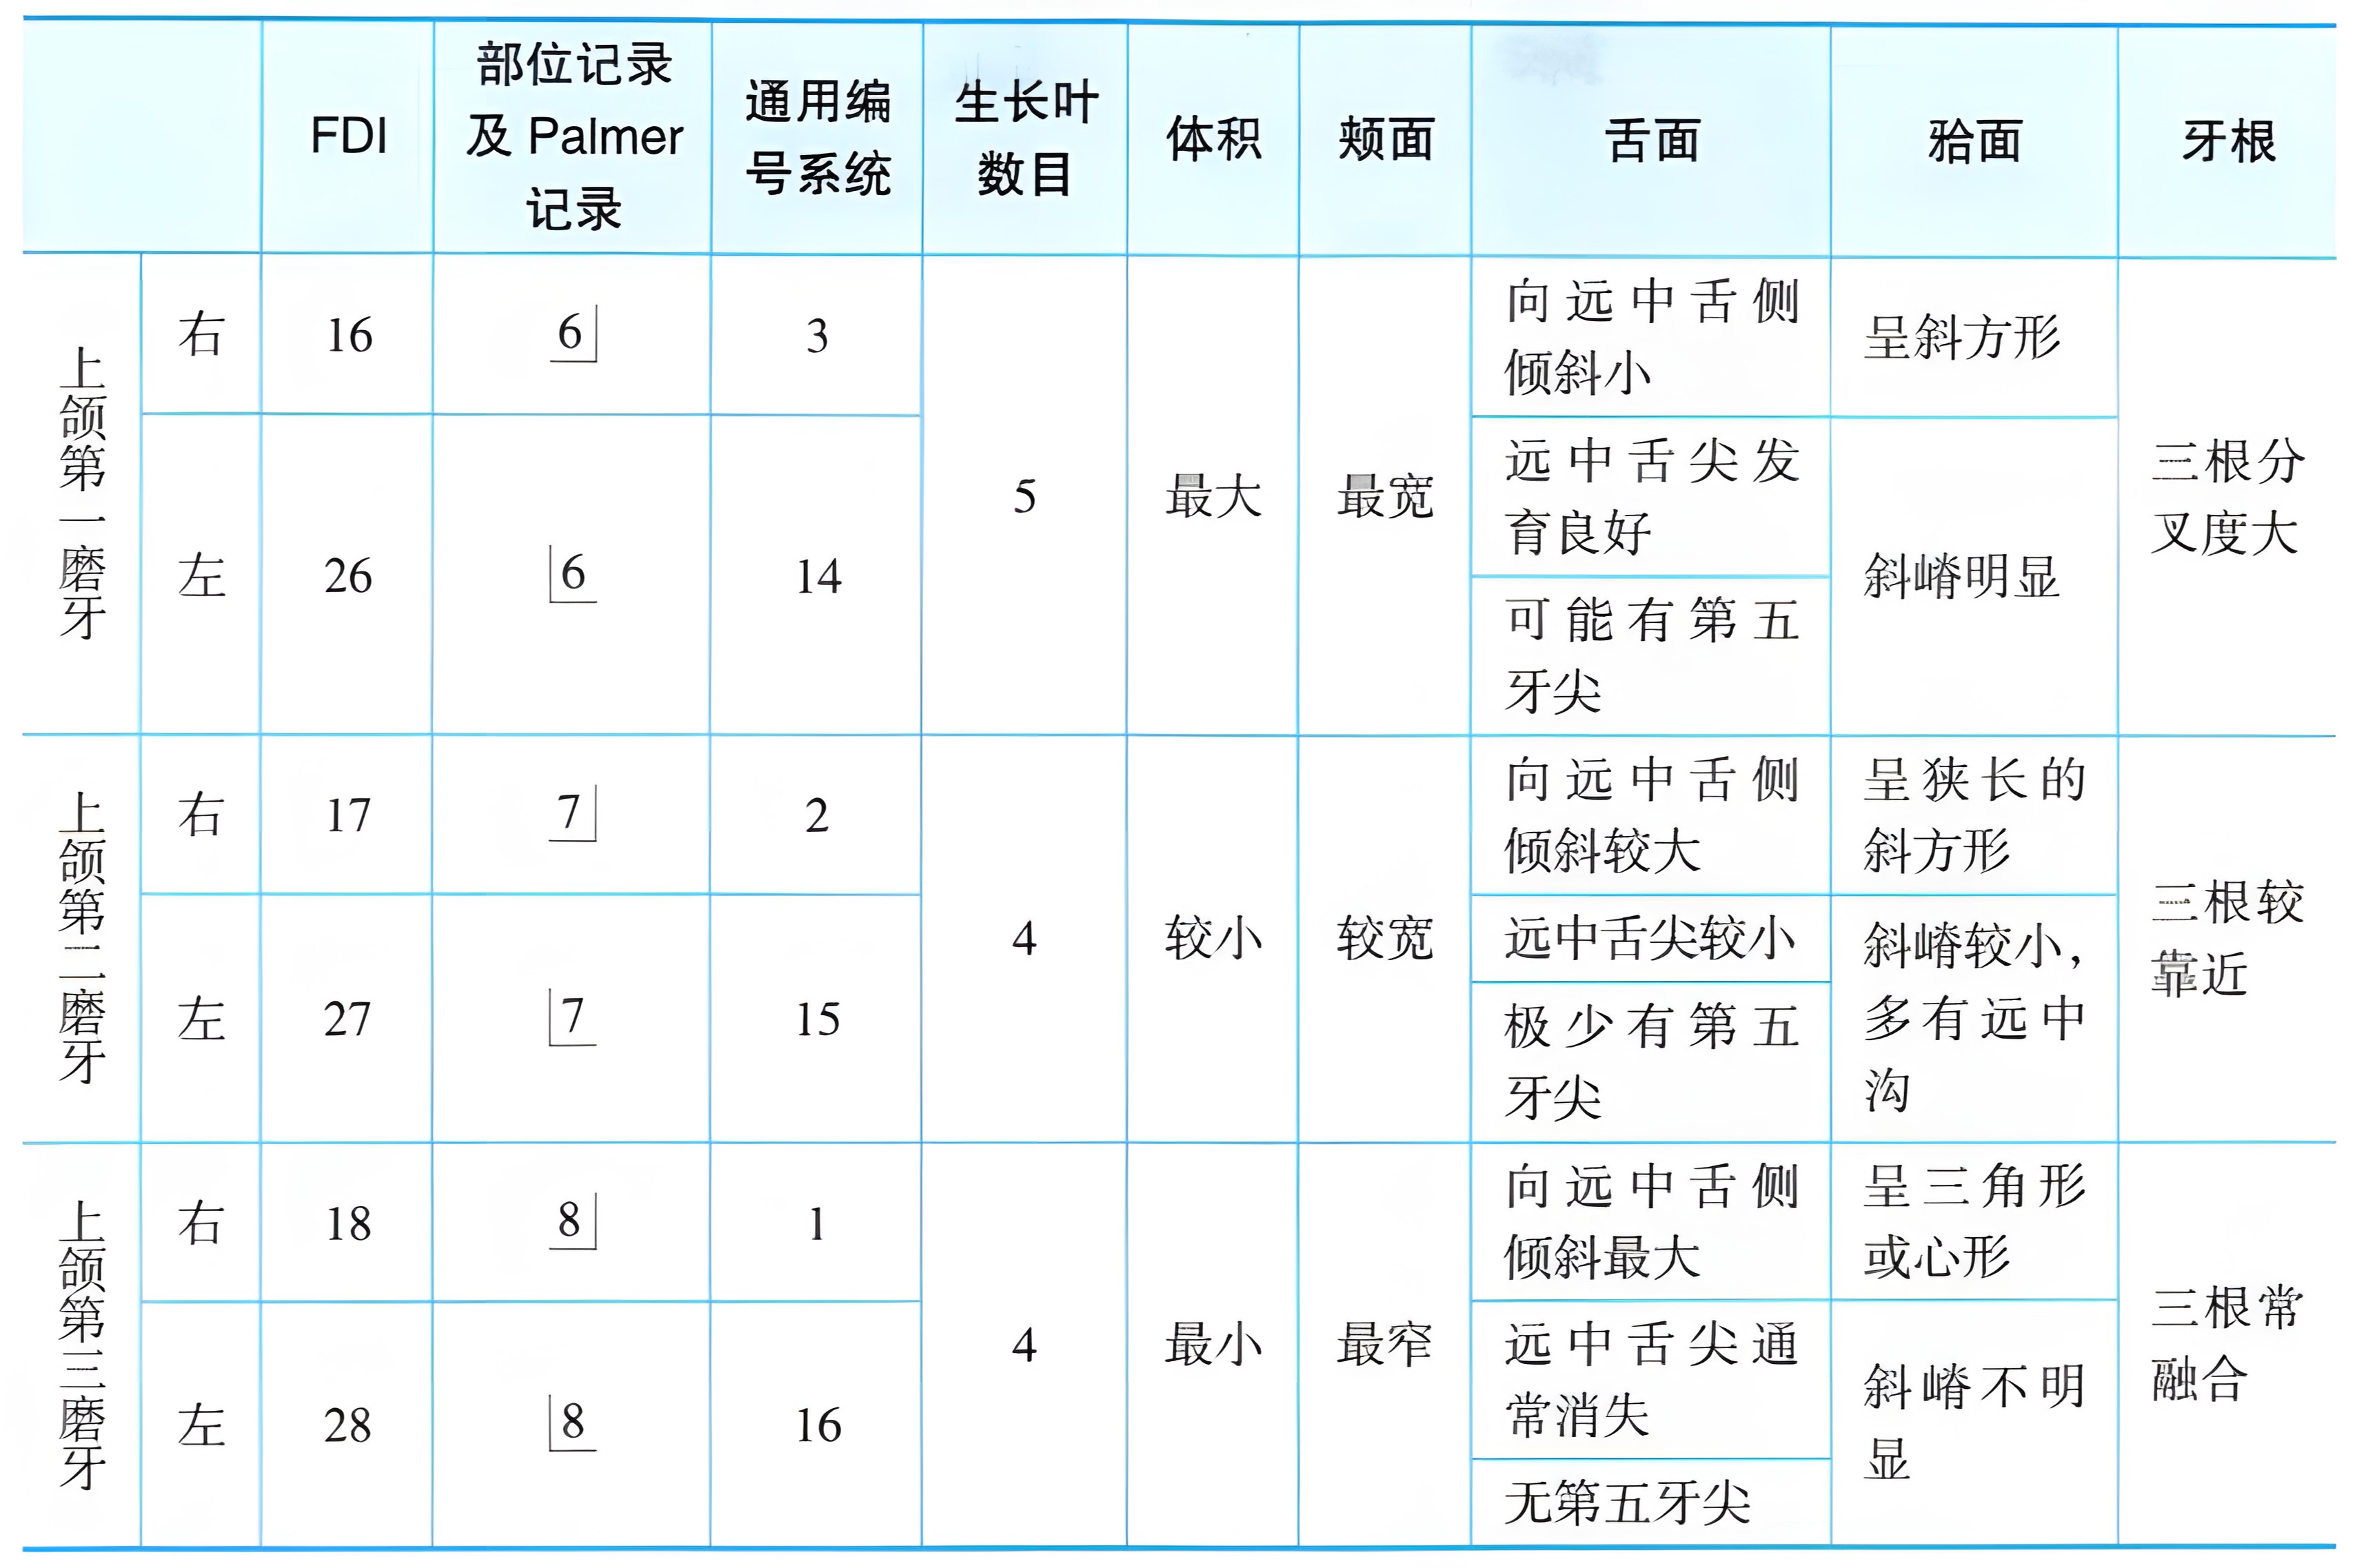 FDI
部位记录
及 Palmer
记录
通用编
号系统
生长叶
数目
体积
颊面
舌面
𬌗面
牙根
上颌第一磨牙
右
16
6
3
左
26
6
14
5
最大
最宽
向远中舌侧
倾斜小
远中舌尖发
育良好
可能有第五
牙尖
呈斜方形
斜嵴明显
三根分
叉度大
上颌第二磨牙
右
17
7
2
左
27
7
15
4
较小
较宽
向远中舌侧
倾斜较大
远中舌尖较小
极少有第五
牙尖
呈狭长的
斜方形
斜嵴较小，
多有远中
沟
三根较
靠近
上颌第三磨牙
右
18
8
1
左
28
8
16
4
最小
最窄
向远中舌侧
倾斜最大
远中舌尖通
常消失
无第五牙尖
呈三角形
或心形
斜嵴不明
显
三根常
融合